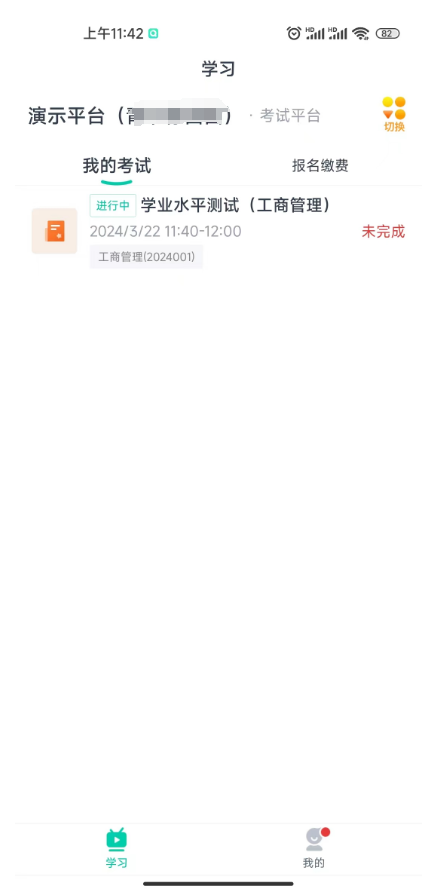 上午11:42
HD HD 82
学习
演示平台（ ）· 考试平台
切换
我的考试 报名缴费
进行中 学业水平测试（工商管理）
2024/3/22 11:40-12:00 未完成
工商管理(2024001)
学习 我的